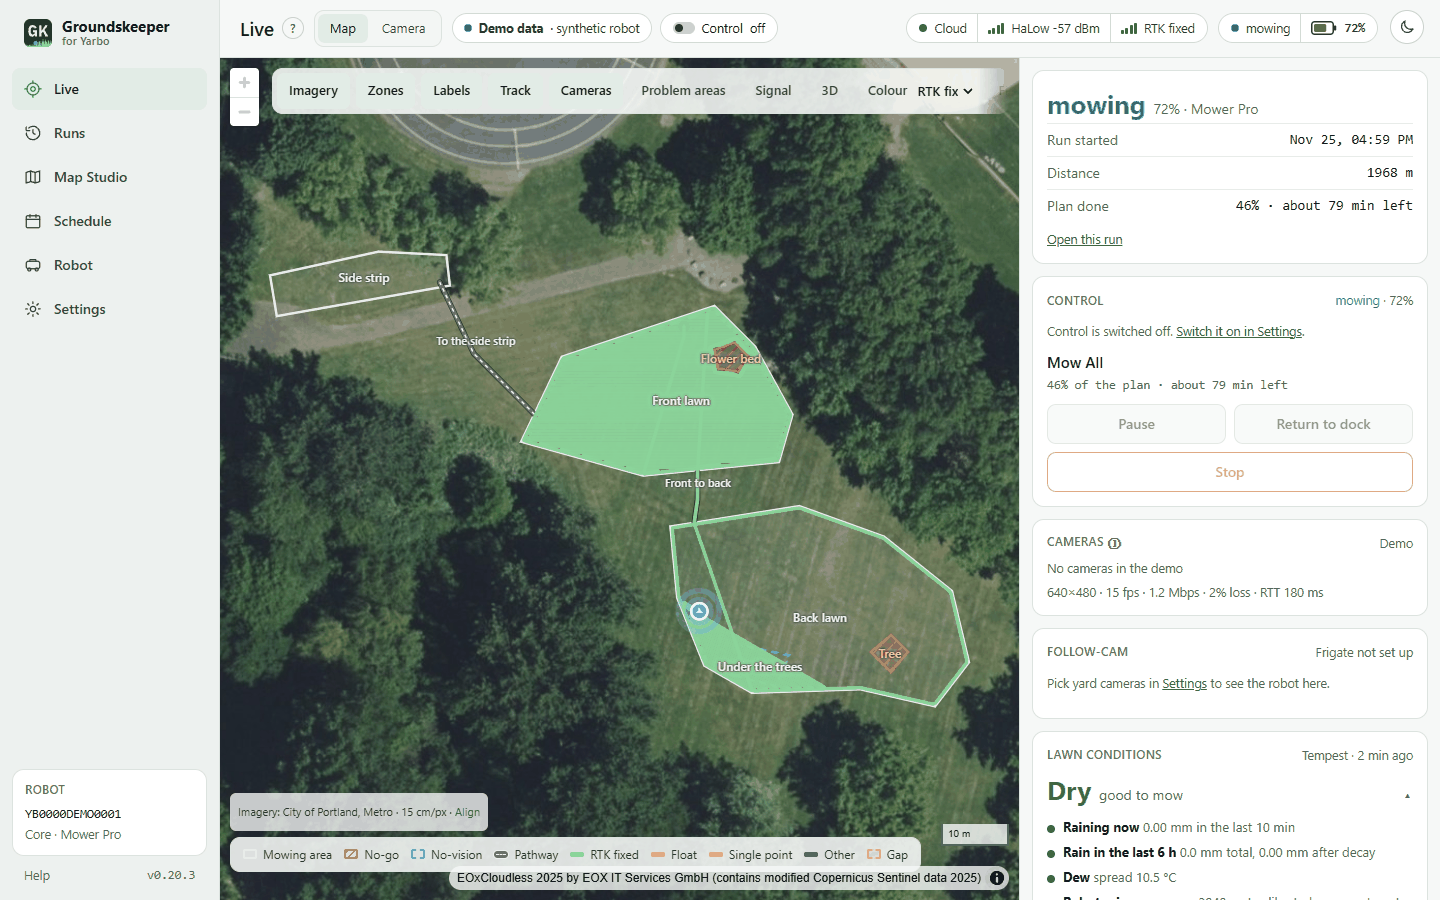 GK
Groundskeeper
for Yarbo
Live
Runs
Map Studio
Schedule
Robot
Settings
ROBOT
YB0000DEMO0001
Core · Mower Pro
Help v0.20.3
Live ? Map Camera Demo data · synthetic robot Control off
Cloud HaLow -57 dBm RTK fixed mowing 72%
Imagery Zones Labels Track Cameras Problem areas Signal 3D Colour RTK fix
Side strip
To the side strip
Flower bed
Front lawn
Front to back
Back lawn
Tree
Under the trees
Imagery: City of Portland, Metro · 15 cm/px · Align
10 m
Mowing area No-go No-vision Pathway RTK fixed Float Single point Other Gap
EOxCloudless 2025 by EOX IT Services GmbH (contains modified Copernicus Sentinel data 2025)
mowing 72% · Mower Pro
Run started Nov 25, 04:59 PM
Distance 1968 m
Plan done 46% · about 79 min left
Open this run
CONTROL mowing · 72%
Control is switched off. Switch it on in Settings.
Mow All
46% of the plan · about 79 min left
Pause Return to dock
Stop
CAMERAS Demo
No cameras in the demo
640×480 · 15 fps · 1.2 Mbps · 2% loss · RTT 180 ms
FOLLOW-CAM Frigate not set up
Pick yard cameras in Settings to see the robot here.
LAWN CONDITIONS Tempest · 2 min ago
Dry good to mow
Raining now 0.00 mm in the last 10 min
Rain in the last 6 h 0.0 mm total, 0.00 mm after decay
Dew spread 10.5 °C